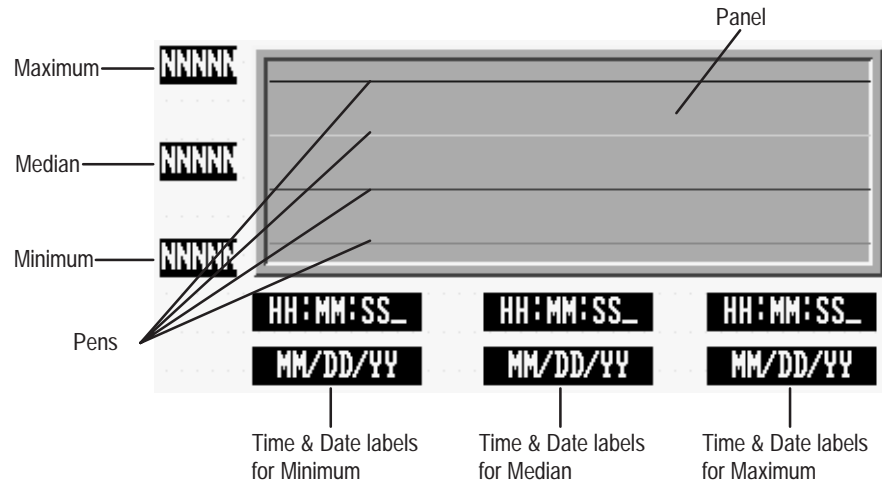 Panel
Maximum
NNNNN
Median
NNNNN
Minimum
NNNNN
Pens
HH:MM:SS_
HH:MM:SS_
HH:MM:SS_
MM/DD/YY
MM/DD/YY
MM/DD/YY
Time & Date labels
for Minimum
Time & Date labels
for Median
Time & Date labels
for Maximum